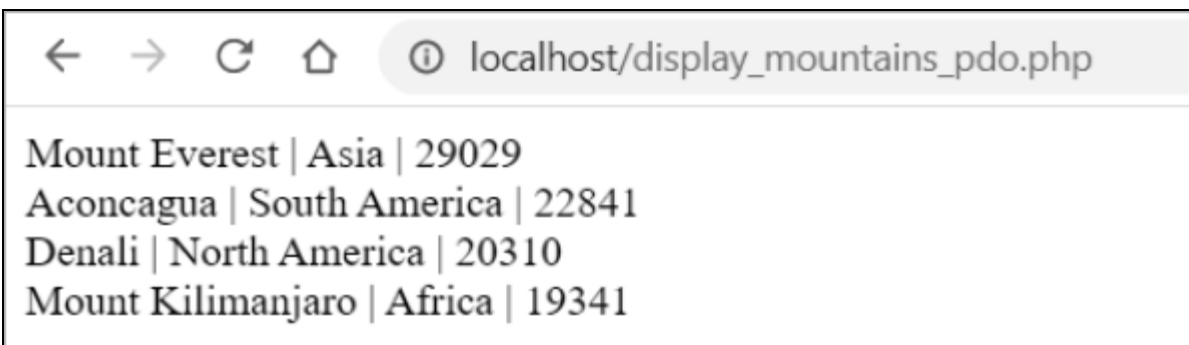 localhost/display_mountains_pdo.php
Mount Everest | Asia | 29029
Aconcagua | South America | 22841
Denali | North America | 20310
Mount Kilimanjaro | Africa | 19341